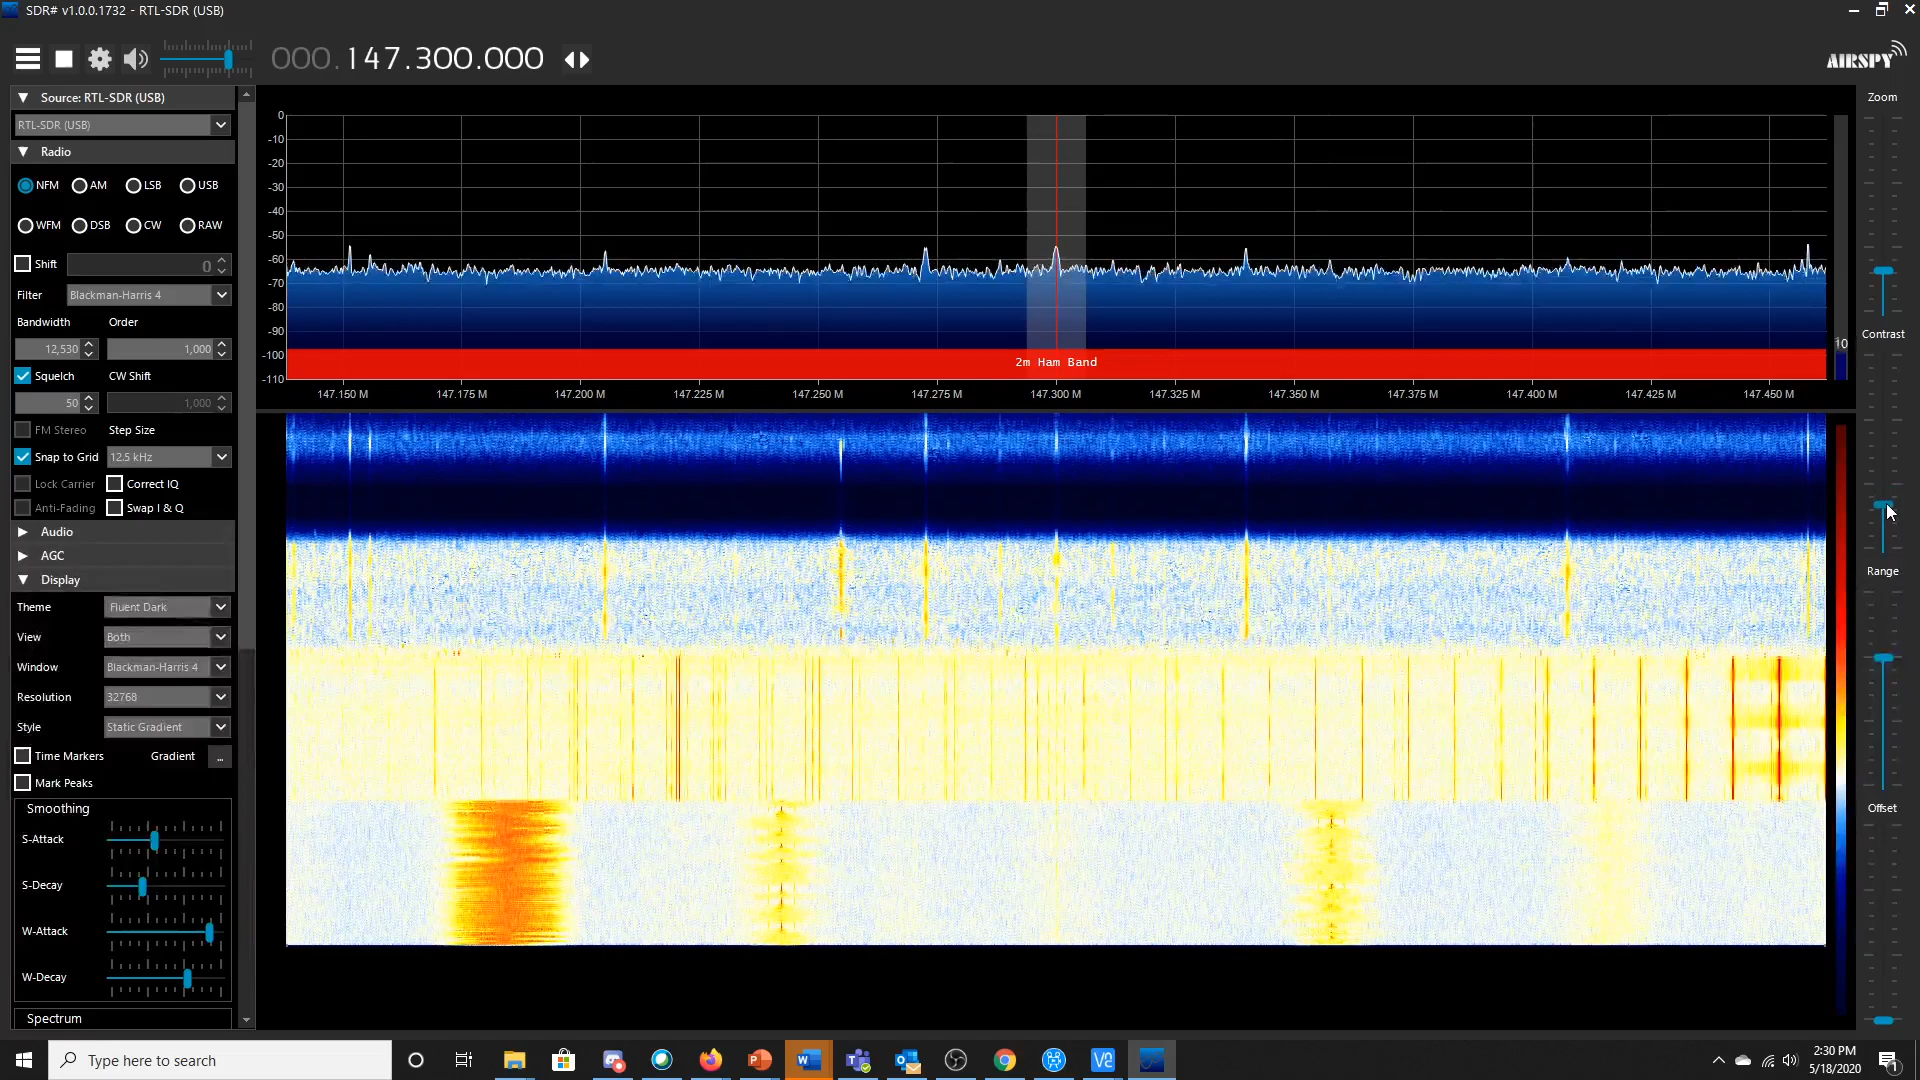 SDR# v1.0.0.1732 - RTL-SDR (USB)
000.147.300.000
AIRSPY
Source: RTL-SDR (USB)
RTL-SDR (USB)
Radio
NFM AM LSB USB
WFM DSB CW RAW
Shift 0
Filter Blackman-Harris 4
Bandwidth Order
12,530 1,000
Squelch CW Shift
50 1,000
FM Stereo Step Size
Snap to Grid 12.5 kHz
Lock Carrier Correct IQ
Anti-Fading Swap I & Q
Audio
AGC
Display
Theme Fluent Dark
View Both
Window Blackman-Harris 4
Resolution 32768
Style Static Gradient
Time Markers Gradient ...
Mark Peaks
Smoothing
S-Attack
S-Decay
W-Attack
W-Decay
Spectrum
0
-10
-20
-30
-40
-50
-60
-70
-80
-90
-100
-110
2m Ham Band
10
147.150 M 147.175 M 147.200 M 147.225 M 147.250 M 147.275 M 147.300 M 147.325 M 147.350 M 147.375 M 147.400 M 147.425 M 147.450 M
Zoom
Contrast
Range
Offset
Type here to search
2:30 PM
5/18/2020
1